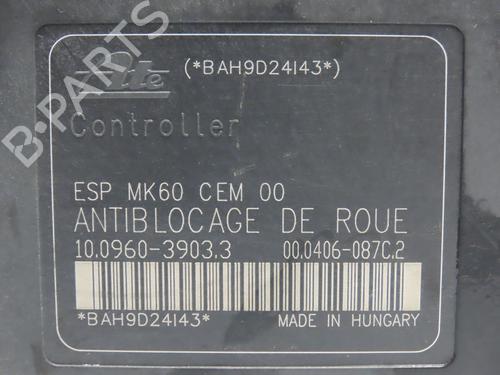 Ate (*BAH9D24143*)
Controller
B-PARTS
ESP MK60 CEM 00
ANTIBLOCAGE DE ROUE
10.0960-3903.3 00.0406-087C.2
*BAH9D24143* MADE IN HUNGARY